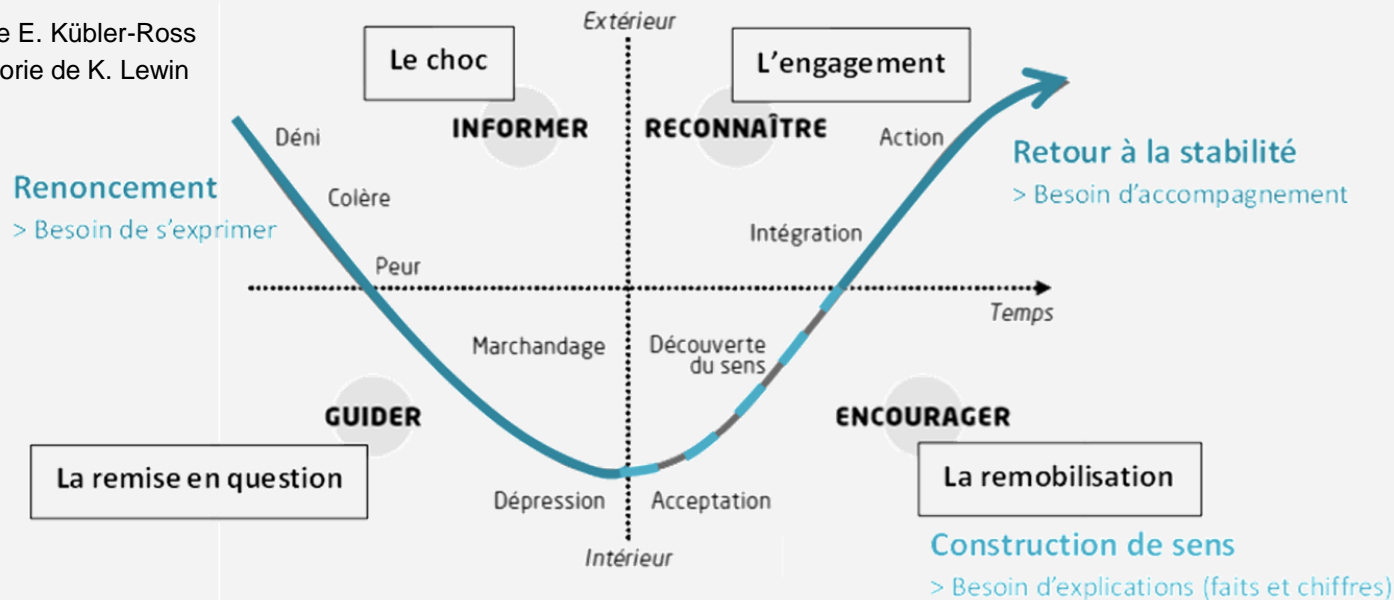 e E. Kübler-Ross
orie de K. Lewin
Extérieur
Le choc
L'engagement
INFORMER
RECONNAÎTRE
Déni
Action
Retour à la stabilité
> Besoin d'accompagnement
Renoncement
> Besoin de s'exprimer
Colère
Intégration
Peur
Temps
Marchandage
Découverte
du sens
GUIDER
ENCOURAGER
La remise en question
La remobilisation
Dépression
Acceptation
Intérieur
Construction de sens
> Besoin d'explications (faits et chiffres)